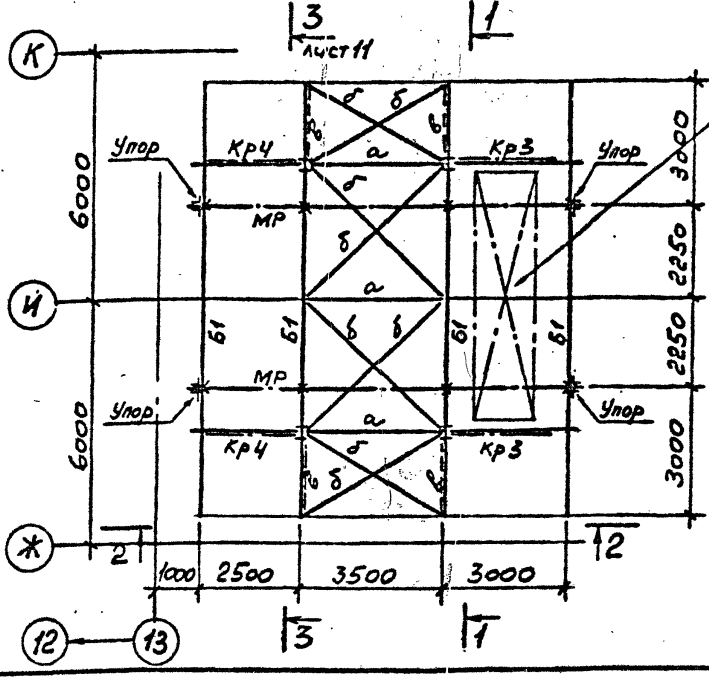 3 1
К лист 11
б б
г в
Упор Кр4 а Кр3 Упор
3000
6000
б
МР
2250
б
И а
Б1 Б1 б б Б1 Б1
2250
МР
Упор Упор
а
Кр4 б Кр3
6000
3000
г б в
Ж
2 2
1000 2500 3500 3000
3 1
12 13